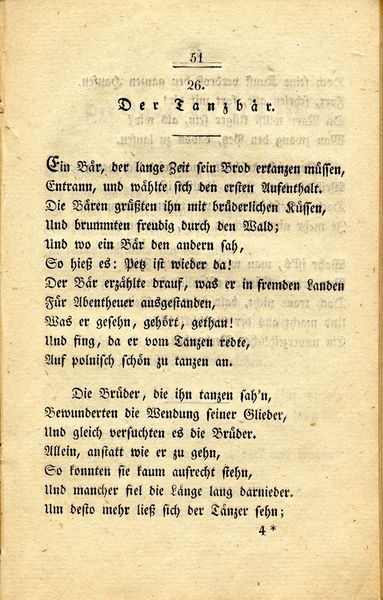 51
26.
Der Tanzbär.
Ein Bär, der lange Zeit sein Brod ertanzen müssen,
Entrann, und wählte sich den ersten Aufenthalt.
Die Bären grüßten ihn mit brüderlichen Küssen,
Und brummten freudig durch den Wald;
Und wo ein Bär den andern sah,
So hieß es: Petz ist wieder da!
Der Bär erzählte drauf, was er in fremden Landen
Für Abentheuer ausgestanden,
Was er gesehn, gehört, gethan!
Und fing, da er vom Tanzen redte,
Auf polnisch schön zu tanzen an.
Die Brüder, die ihn tanzen sah'n,
Bewunderten die Wendung seiner Glieder,
Und gleich versuchten es die Brüder.
Allein, anstatt wie er zu gehn,
So konnten sie kaum aufrecht stehn,
Und mancher fiel die Länge lang darnieder.
Um desto mehr ließ sich der Tänzer sehn;
4*